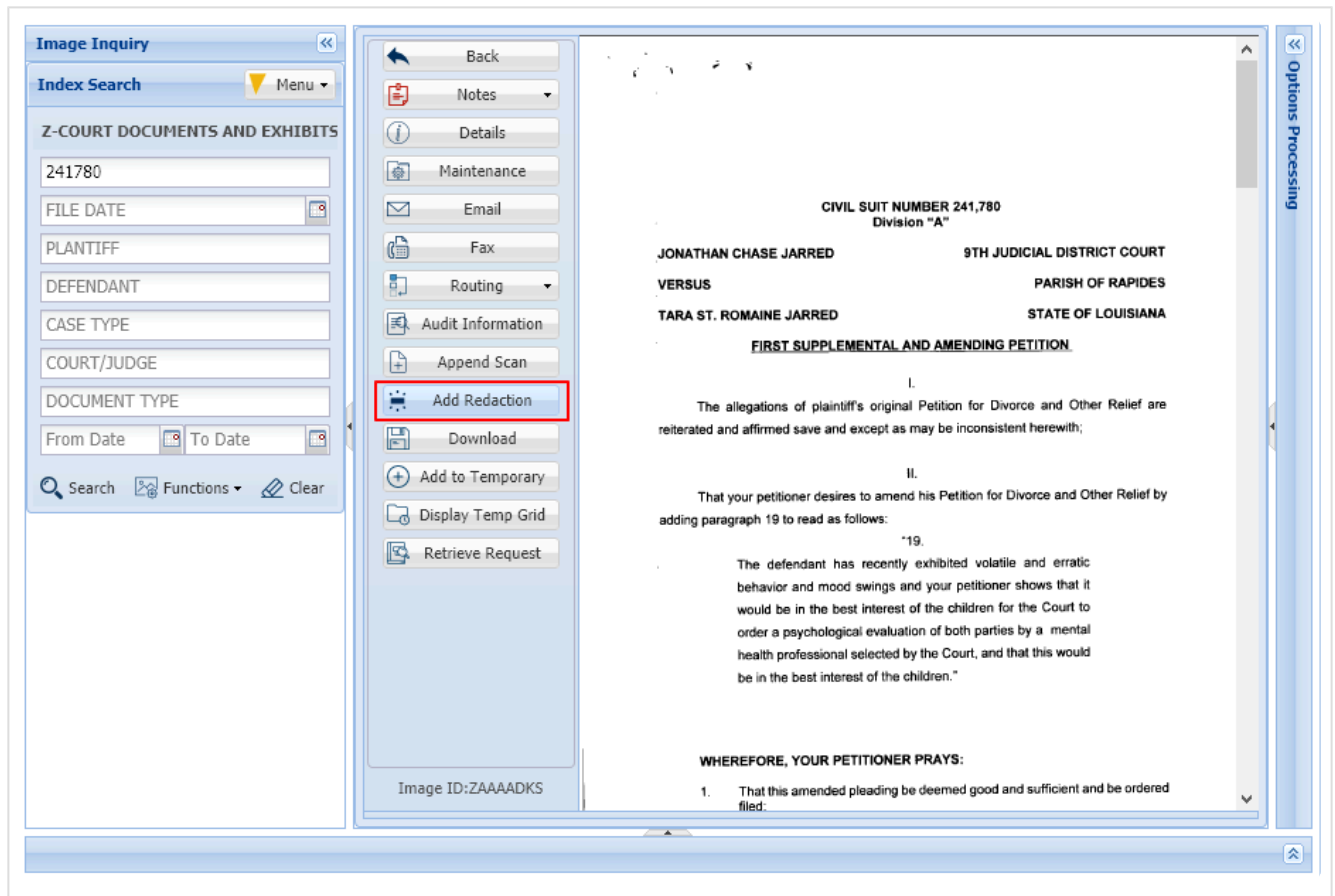 Image Inquiry
Index Search
Menu
Z-COURT DOCUMENTS AND EXHIBITS
241780
FILE DATE
PLANTIFF
DEFENDANT
CASE TYPE
COURT/JUDGE
DOCUMENT TYPE
From Date To Date
Search Functions Clear
Back
Notes
Details
Maintenance
Email
Fax
Routing
Audit Information
Append Scan
Add Redaction
Download
Add to Temporary
Display Temp Grid
Retrieve Request
Image ID:ZAAAADKS
CIVIL SUIT NUMBER 241,780
Division "A"
JONATHAN CHASE JARRED 9TH JUDICIAL DISTRICT COURT
VERSUS PARISH OF RAPIDES
TARA ST. ROMAINE JARRED STATE OF LOUISIANA
FIRST SUPPLEMENTAL AND AMENDING PETITION
I.
The allegations of plaintiff's original Petition for Divorce and Other Relief are
reiterated and affirmed save and except as may be inconsistent herewith;
II.
That your petitioner desires to amend his Petition for Divorce and Other Relief by
adding paragraph 19 to read as follows:
"19.
The defendant has recently exhibited volatile and erratic
behavior and mood swings and your petitioner shows that it
would be in the best interest of the children for the Court to
order a psychological evaluation of both parties by a mental
health professional selected by the Court, and that this would
be in the best interest of the children."
WHEREFORE, YOUR PETITIONER PRAYS:
1. That this amended pleading be deemed good and sufficient and be ordered
filed;
Options Processing